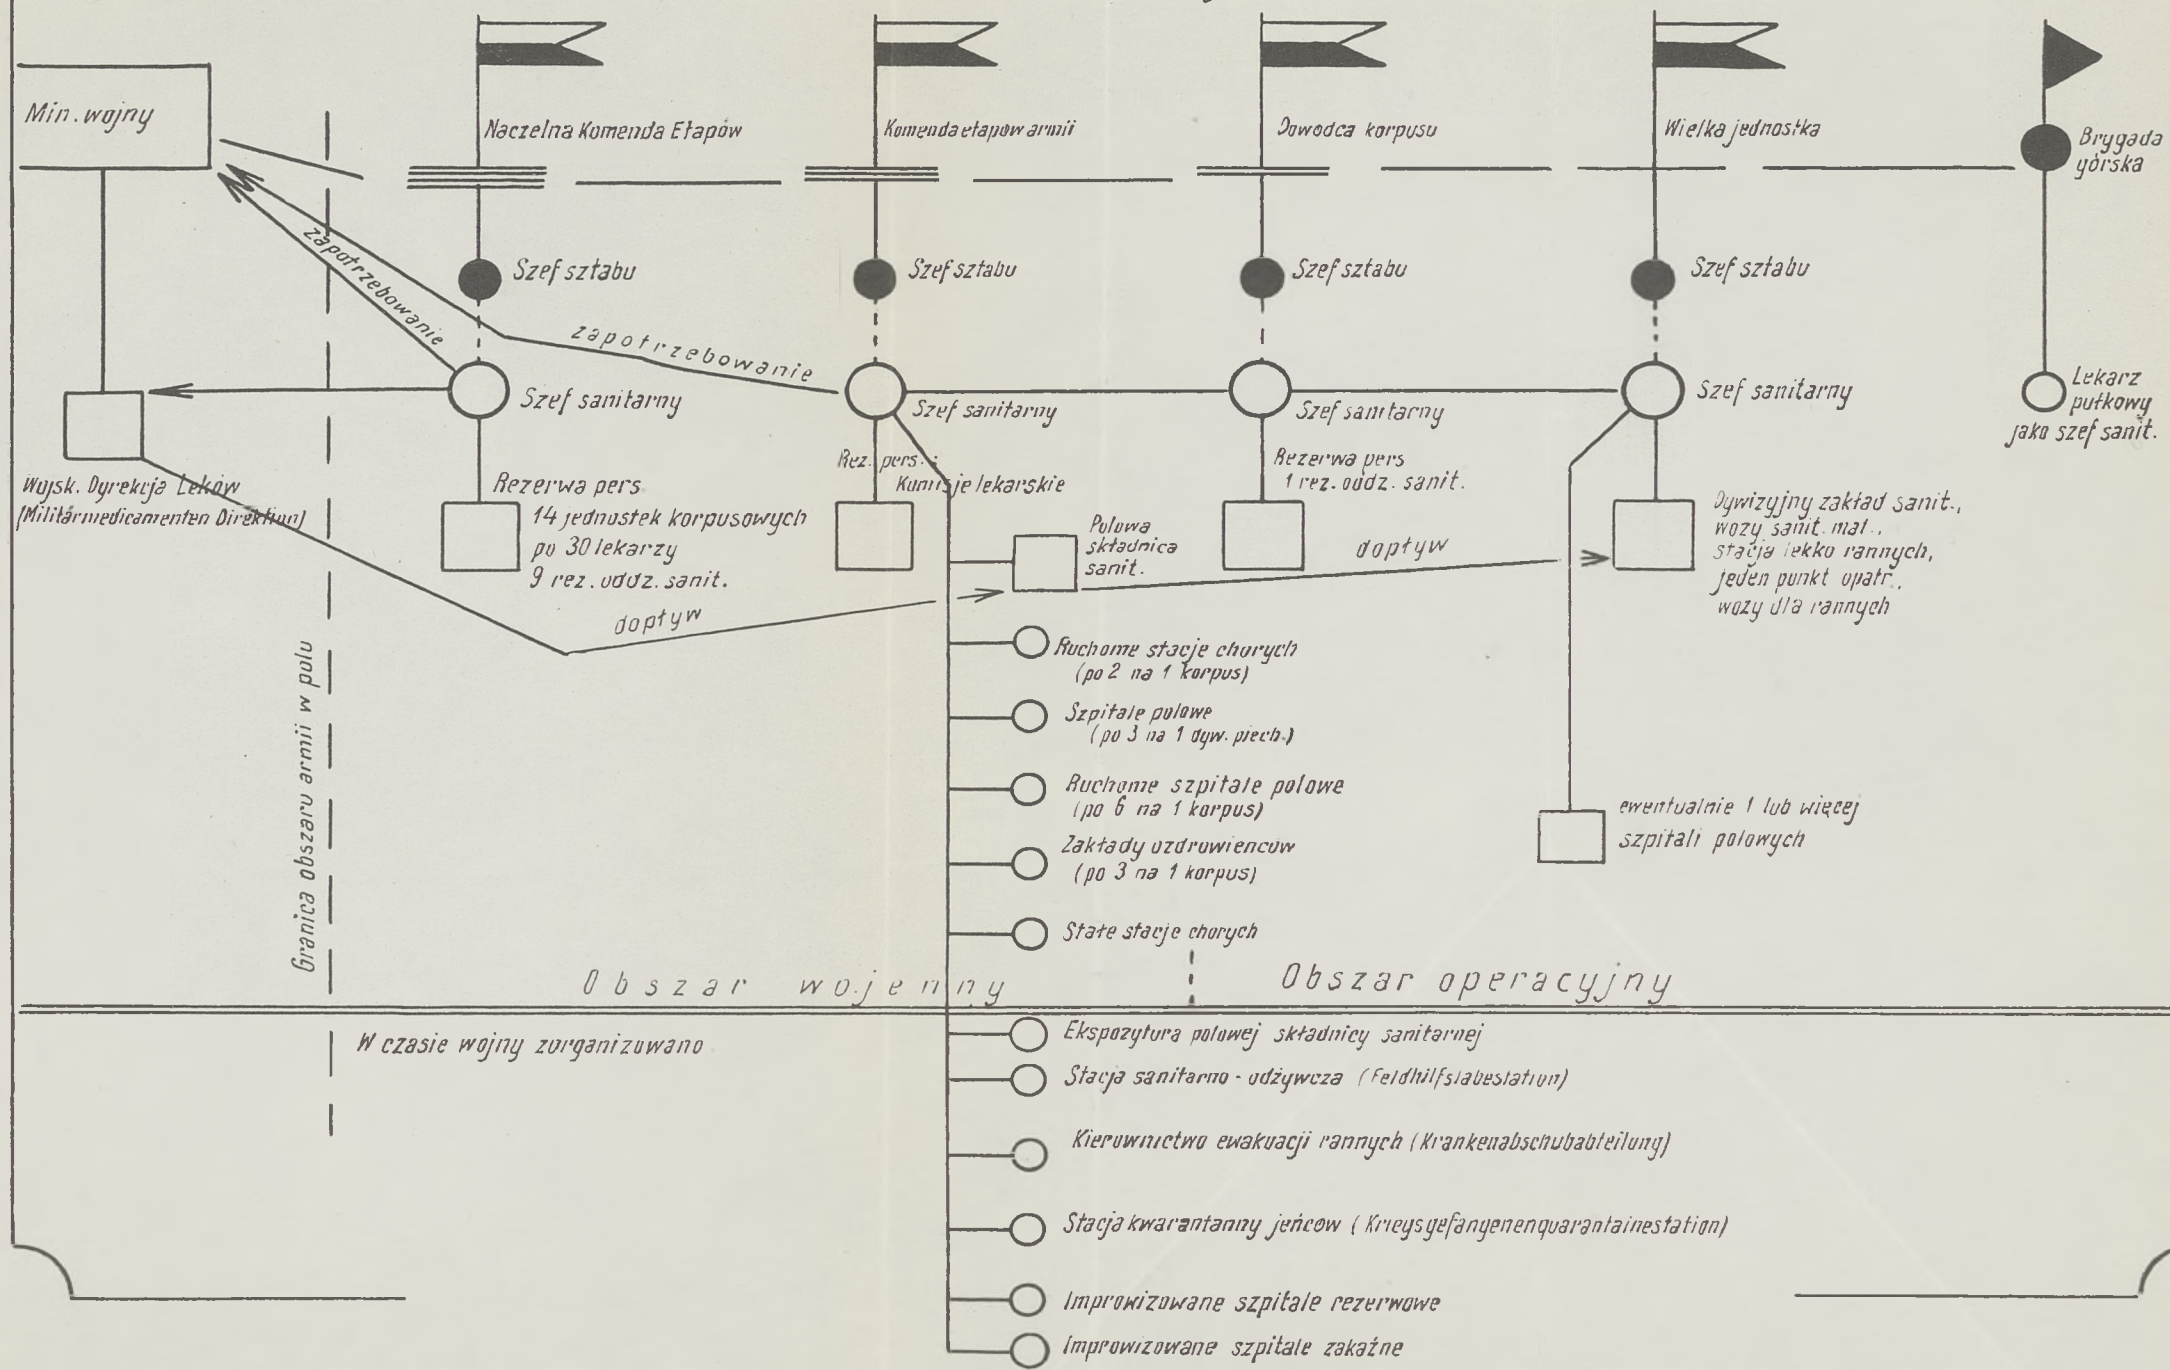 Min. wojny
Naczelna Komenda Etapów
Komenda etapów armii
Dowódca korpusu
Wielka jednostka
Brygada
górska
Szef sztabu
Szef sztabu
Szef sztabu
Szef sztabu
zapotrzebowanie
zapotrzebowanie
Szef sanitarny
Szef sanitarny
Szef sanitarny
Szef sanitarny
Lekarz
pułkowy
jako szef sanit.
Wojsk. Dyrekcja Leków
(Militärmedicamenten Direktion)
Rezerwa pers.
14 jednostek korpusowych
po 30 lekarzy
9 rez. oddz. sanit.
Rez. pers.
Komisje lekarskie
Rezerwa pers
1 rez. oddz. sanit.
Dywizyjny zakład sanit.,
wozy sanit. mat.,
stacja lekko rannych,
jeden punkt opatr.,
wozy dla rannych
Polowa
składnica
sanit.
dopływ
dopływ
Granica obszaru armii w polu
Ruchome stacje chorych
(po 2 na 1 korpus)
Szpitale polowe
(po 3 na 1 dyw. piech.)
Ruchome szpitale polowe
(po 6 na 1 korpus)
Zakłady ozdrowieńców
(po 3 na 1 korpus)
Stałe stacje chorych
ewentualnie 1 lub więcej
szpitali polowych
Obszar wojenny
Obszar operacyjny
W czasie wojny zorganizowano
Ekspozytura polowej składnicy sanitarnej
Stacja sanitarno - odżywcza (Feldhilfslabestation)
Kierownictwo ewakuacji rannych (Krankenabschubabteilung)
Stacja kwarantanny jeńców (Kriegsgefangenenquarantainestation)
Improwizowane szpitale rezerwowe
Improwizowane szpitale zakaźne